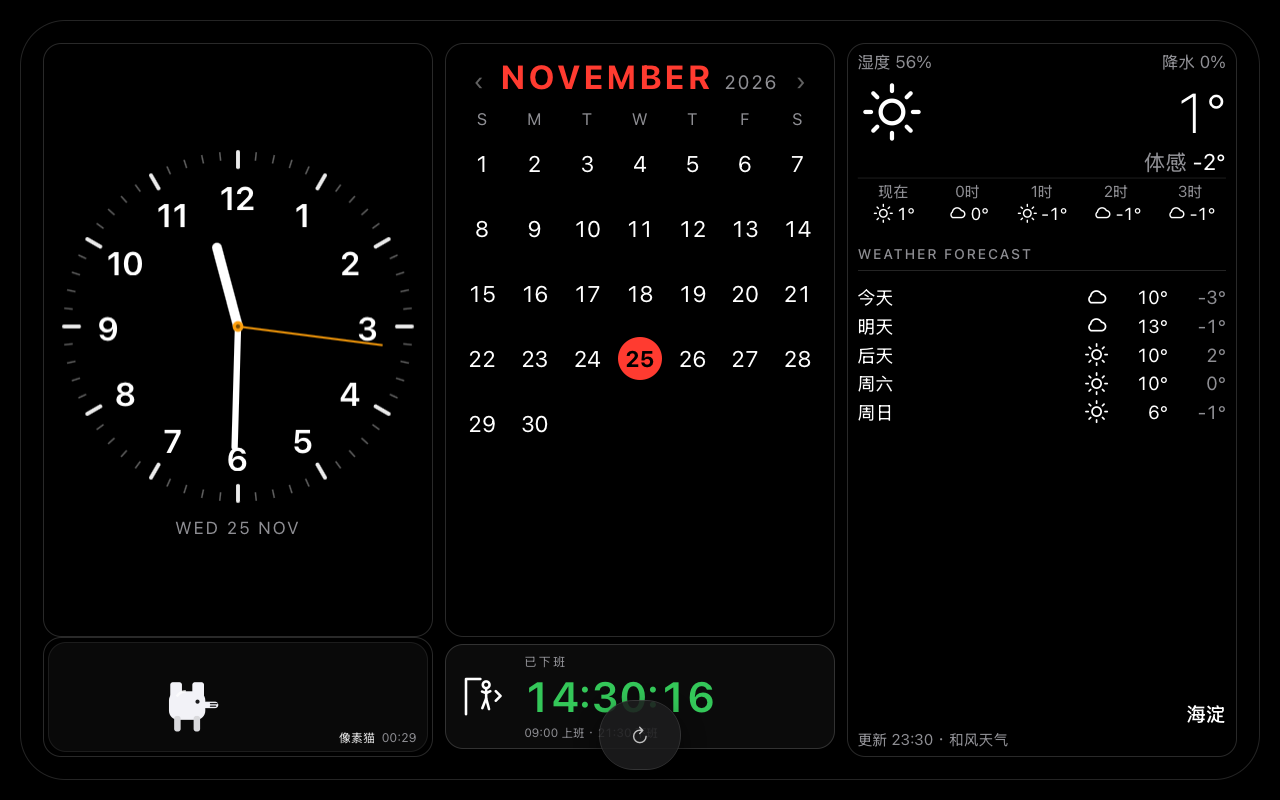 12
11
1
10
2
9
3
8
4
7
5
6
WED 25 NOV
像素猫 00:29
‹ NOVEMBER 2026 ›
S M T W T F S
1 2 3 4 5 6 7
8 9 10 11 12 13 14
15 16 17 18 19 20 21
22 23 24 25 26 27 28
29 30
已下班
14:30:16
09:00 上班 · 21:30
湿度 56% 降水 0%
1°
体感 -2°
现在 0时 1时 2时 3时
1° 0° -1° -1° -1°
WEATHER FORECAST
今天 10° -3°
明天 13° -1°
后天 10° 2°
周六 10° 0°
周日 6° -1°
海淀
更新 23:30 · 和风天气